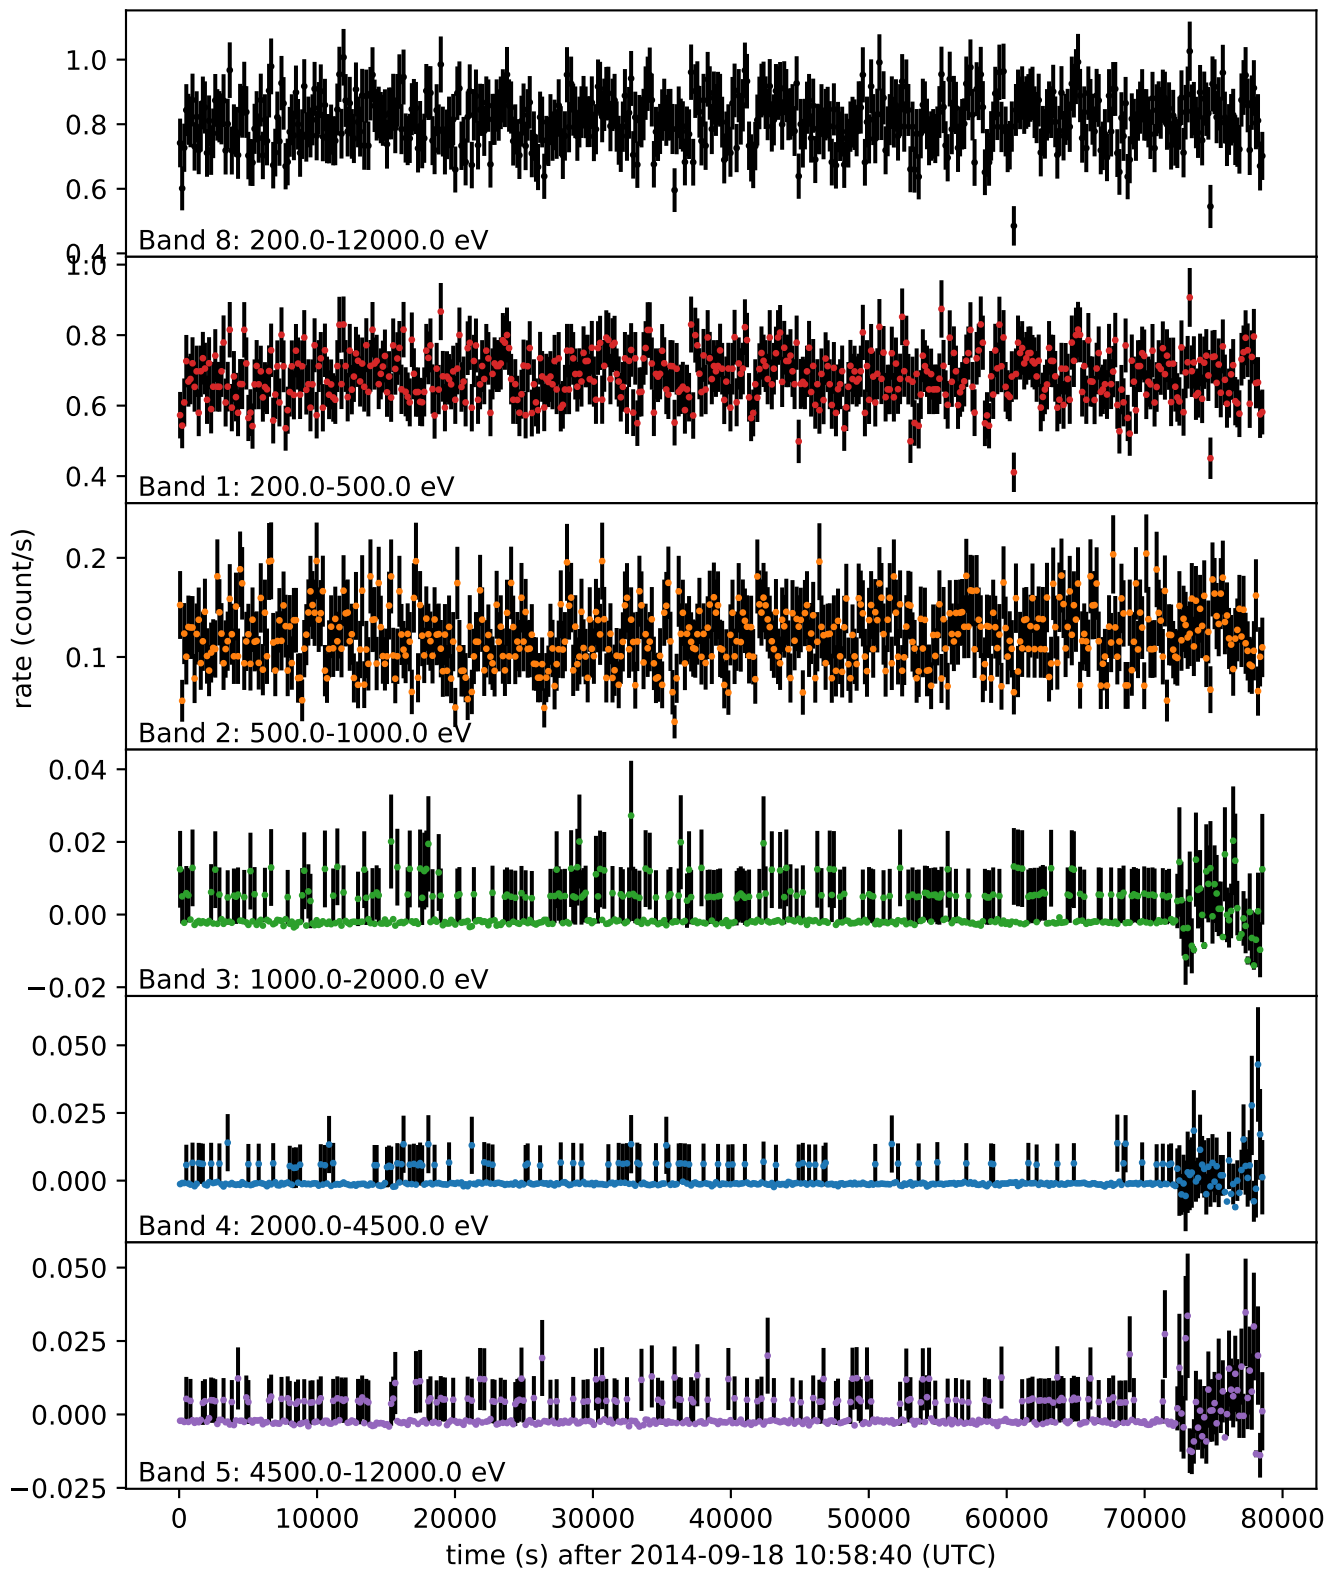 1.0
0.8
0.6
0.4
Band 8: 200.0-12000.0 eV
1.0
0.8
0.6
0.4
Band 1: 200.0-500.0 eV
0.2
0.1
Band 2: 500.0-1000.0 eV
rate (count/s)
0.04
0.02
0.00
−0.02
Band 3: 1000.0-2000.0 eV
0.050
0.025
0.000
Band 4: 2000.0-4500.0 eV
0.050
0.025
0.000
−0.025
Band 5: 4500.0-12000.0 eV
0 10000 20000 30000 40000 50000 60000 70000 80000
time (s) after 2014-09-18 10:58:40 (UTC)